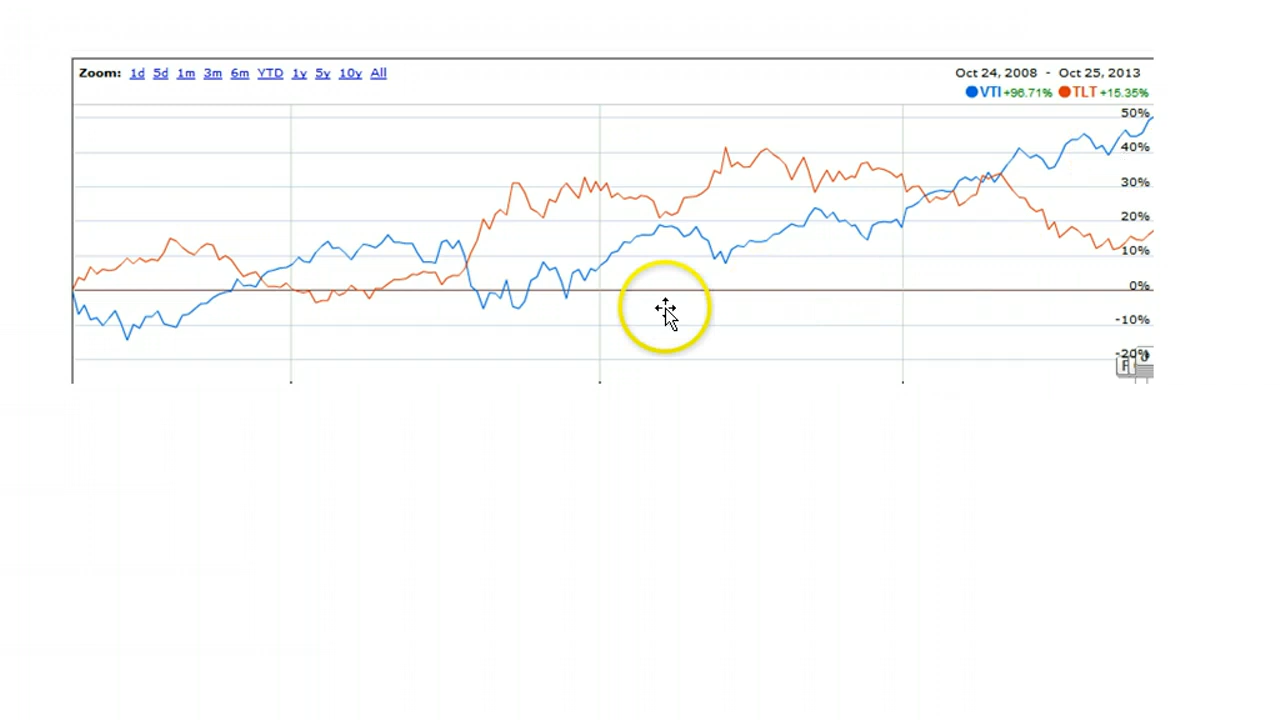 Zoom: 1d 5d 1m 3m 6m YTD 1y 5y 10y All
Oct 24, 2008 - Oct 25, 2013
VTI +96.71% TLT +15.35%
50%
40%
30%
20%
10%
0%
-10%
-20%